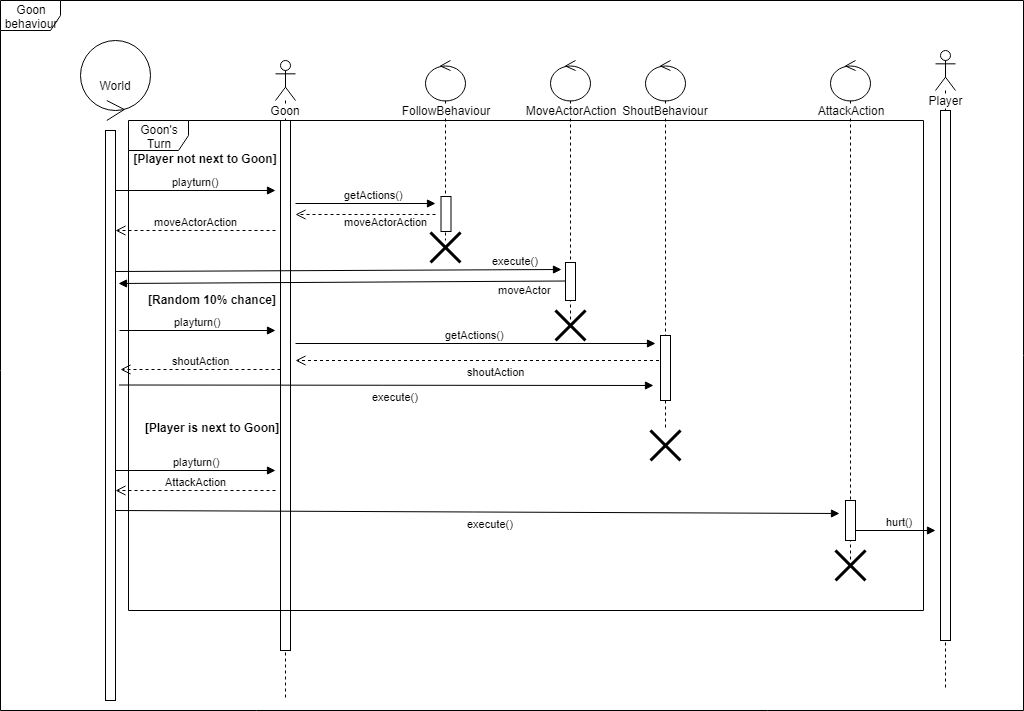 Goon
behaviour
World
Goon
FollowBehaviour
MoveActorAction
ShoutBehaviour
AttackAction
Player
Goon's
Turn
[Player not next to Goon]
playturn()
getActions()
moveActorAction
moveActorAction
execute()
moveActor
[Random 10% chance]
playturn()
getActions()
shoutAction
shoutAction
execute()
[Player is next to Goon]
playturn()
AttackAction
execute()
hurt()